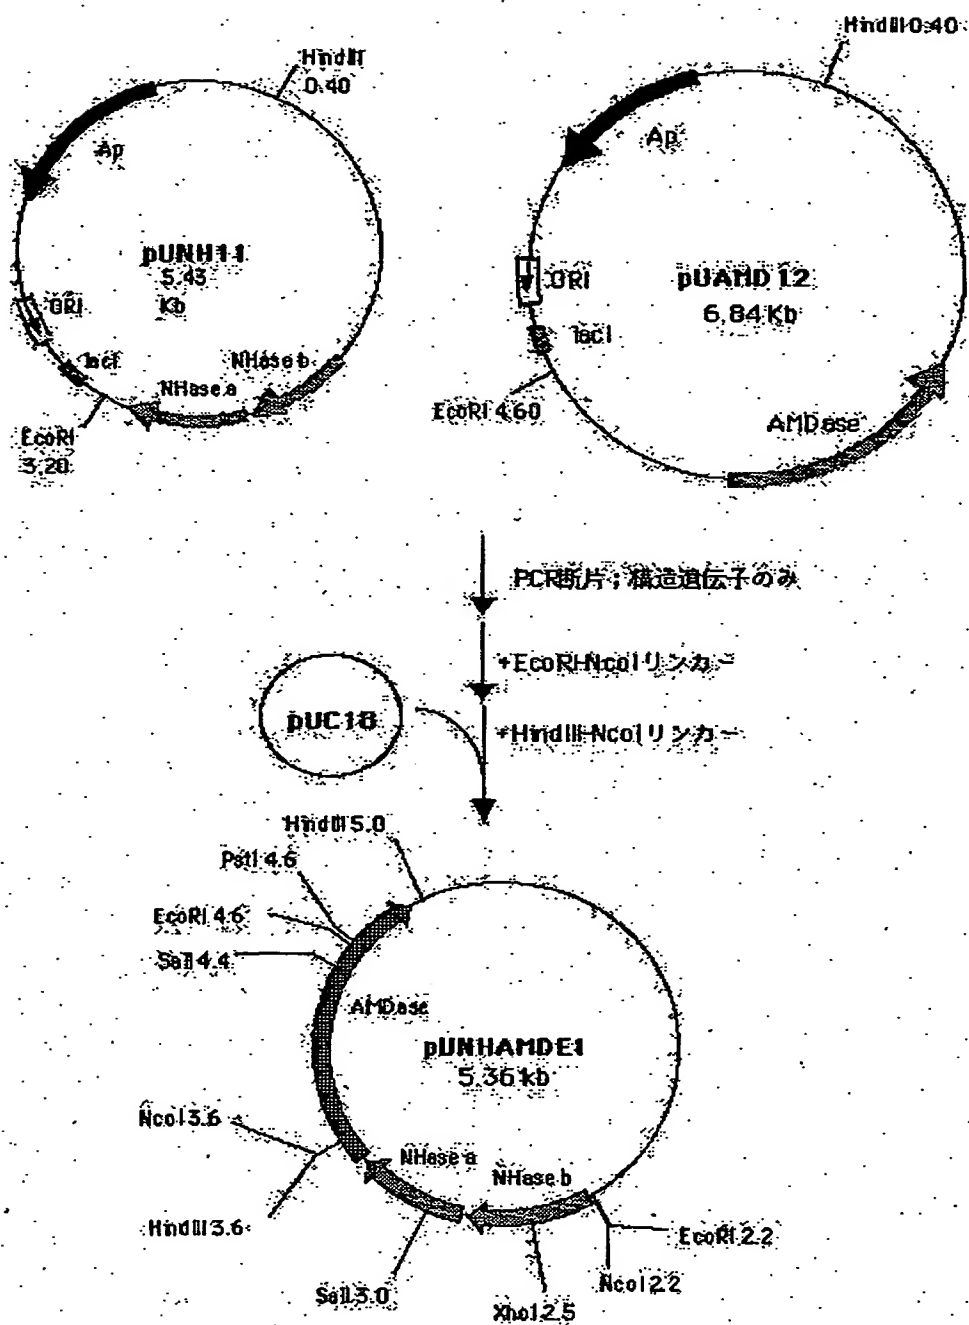 HindIII
0.40
HindIII 0.40
Ap
Ap
pUNH11
5.43
Kb
pUAMD12
6.84 Kb
ORI
ORI
lacI
lacI
NHase b
NHase a
EcoRI
3.20
EcoRI 4.60
AMDase
PCR断片；構造遺伝子のみ
+EcoRI-NcoIリンカー
pUC18
+HindIII-NcoIリンカー
HindIII 5.0
PstI 4.6
EcoRI 4.6
SalI 4.4
AMDase
pUNHAMDE1
5.36 kb
NcoI 3.6
NHase a
NHase b
HindIII 3.6
EcoRI 2.2
NcoI 2.2
SalI 3.0
XhoI 2.5